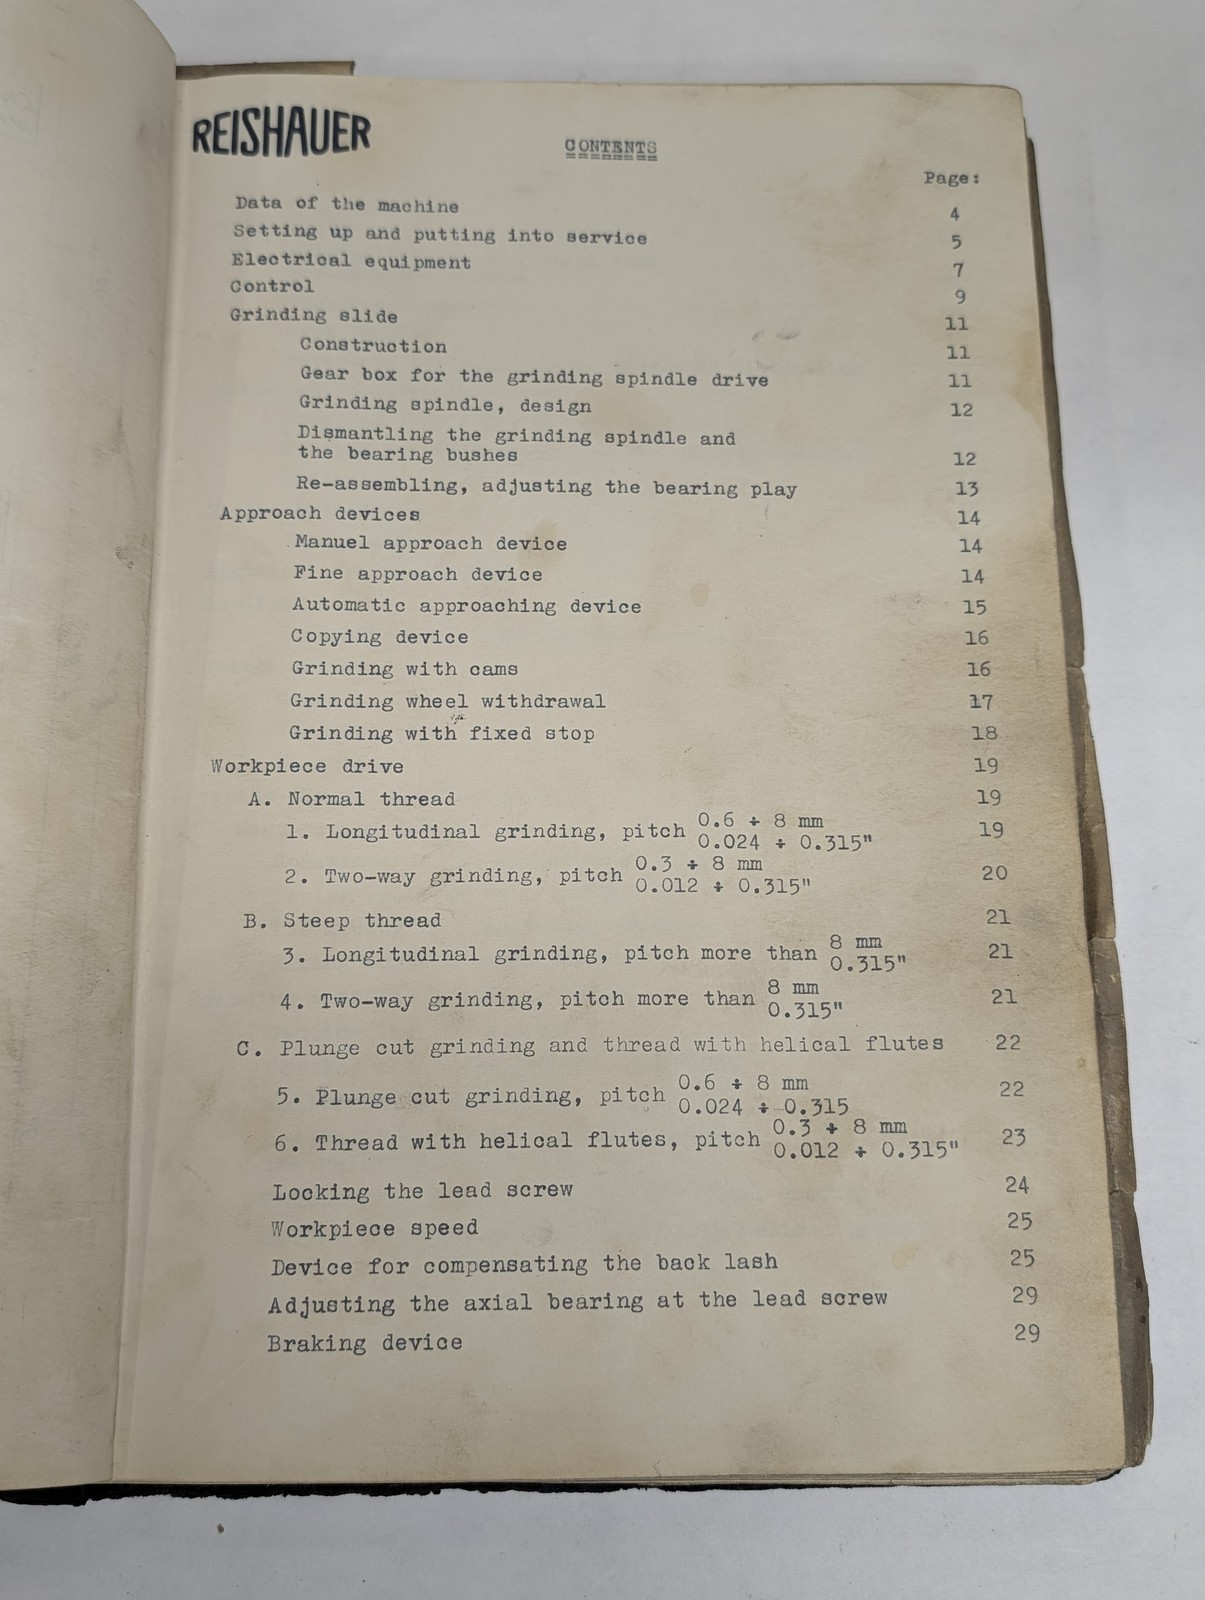 REISHAUER
CONTENTS
Page:
Data of the machine 4
Setting up and putting into service 5
Electrical equipment 7
Control 9
Grinding slide 11
Construction 11
Gear box for the grinding spindle drive 11
Grinding spindle, design 12
Dismantling the grinding spindle and
the bearing bushes 12
Re-assembling, adjusting the bearing play 13
Approach devices 14
Manuel approach device 14
Fine approach device 14
Automatic approaching device 15
Copying device 16
Grinding with cams 16
Grinding wheel withdrawal 17
Grinding with fixed stop 18
Workpiece drive 19
A. Normal thread 19
1. Longitudinal grinding, pitch 0.6 ÷ 8 mm 19
0.024 ÷ 0.315"
2. Two-way grinding, pitch 0.3 ÷ 8 mm 20
0.012 ÷ 0.315"
B. Steep thread 21
3. Longitudinal grinding, pitch more than 8 mm 21
0.315"
4. Two-way grinding, pitch more than 8 mm 21
0.315"
C. Plunge cut grinding and thread with helical flutes 22
5. Plunge cut grinding, pitch 0.6 ÷ 8 mm 22
0.024 ÷ 0.315
6. Thread with helical flutes, pitch 0.3 ÷ 8 mm 23
0.012 ÷ 0.315"
Locking the lead screw 24
Workpiece speed 25
Device for compensating the back lash 25
Adjusting the axial bearing at the lead screw 29
Braking device 29